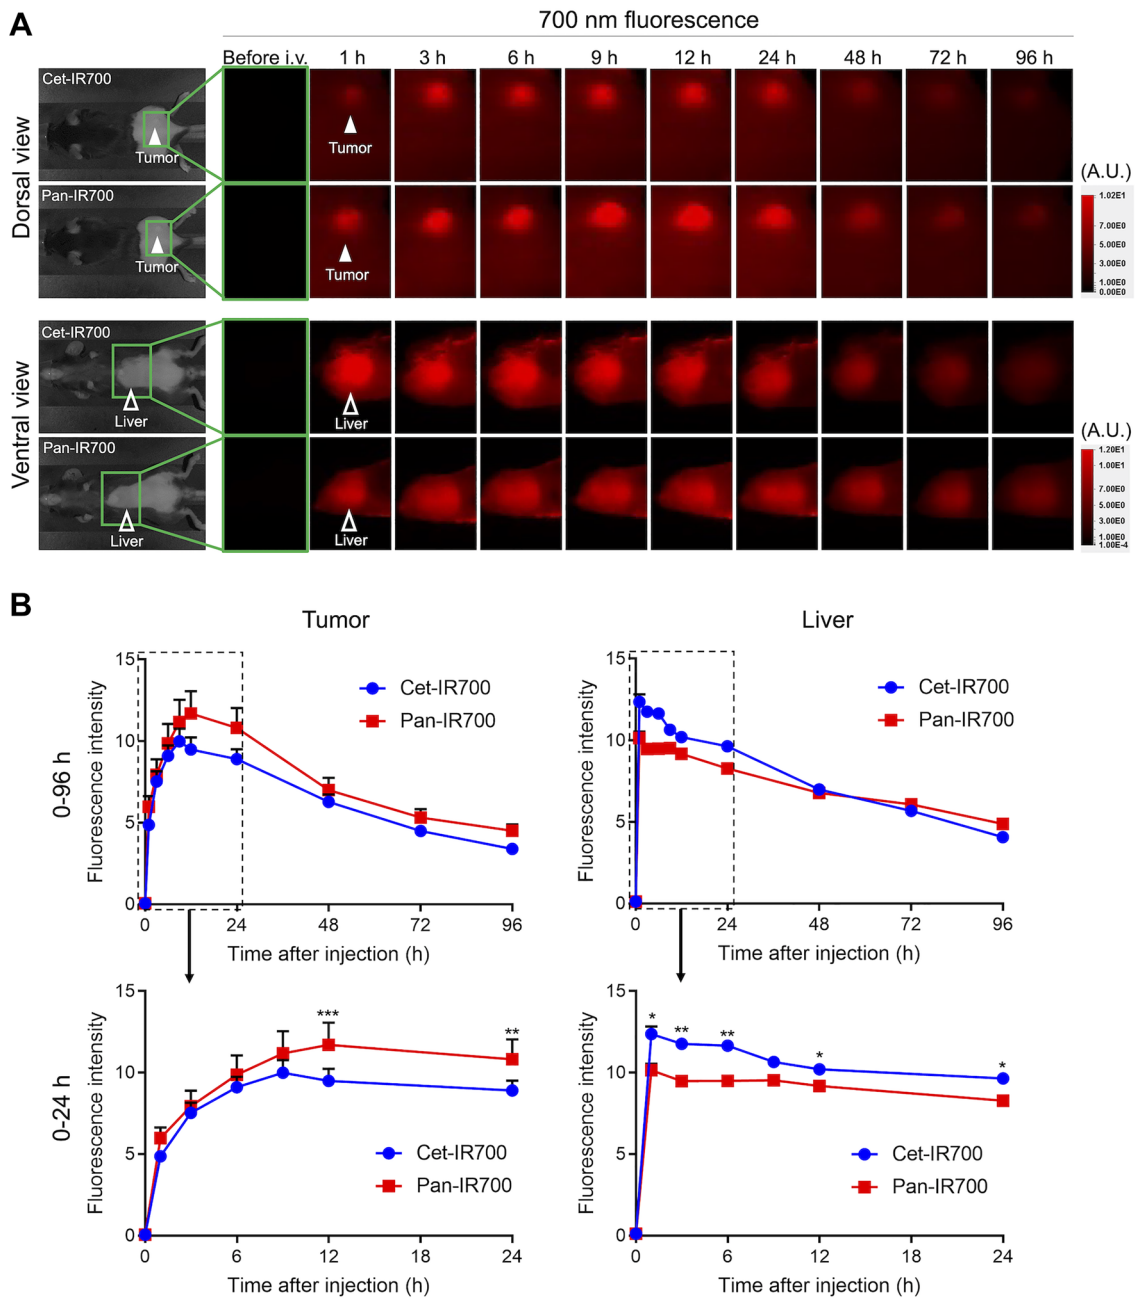 A
700 nm fluorescence
Before i.v. 1 h 3 h 6 h 9 h 12 h 24 h 48 h 72 h 96 h
Dorsal view
Cet-IR700
Tumor
Tumor
Pan-IR700
Tumor
Tumor
(A.U.)
1.02E1
7.00E0
5.00E0
3.00E0
1.00E0
0.00E0
Ventral view
Cet-IR700
Liver
Liver
Pan-IR700
Liver
Liver
(A.U.)
1.20E1
7.00E0
5.00E0
3.00E0
1.00E0
1.00E-4
B
Tumor
Liver
0-96 h
Fluorescence intensity
15
10
5
0
Cet-IR700
Pan-IR700
0 24 48 72 96
Time after injection (h)
Fluorescence intensity
15
10
5
0
Cet-IR700
Pan-IR700
0 24 48 72 96
Time after injection (h)
0-24 h
Fluorescence intensity
15
10
5
0
*** **
Cet-IR700
Pan-IR700
0 6 12 18 24
Time after injection (h)
Fluorescence intensity
15
10
5
0
* ** ** * *
Cet-IR700
Pan-IR700
0 6 12 18 24
Time after injection (h)